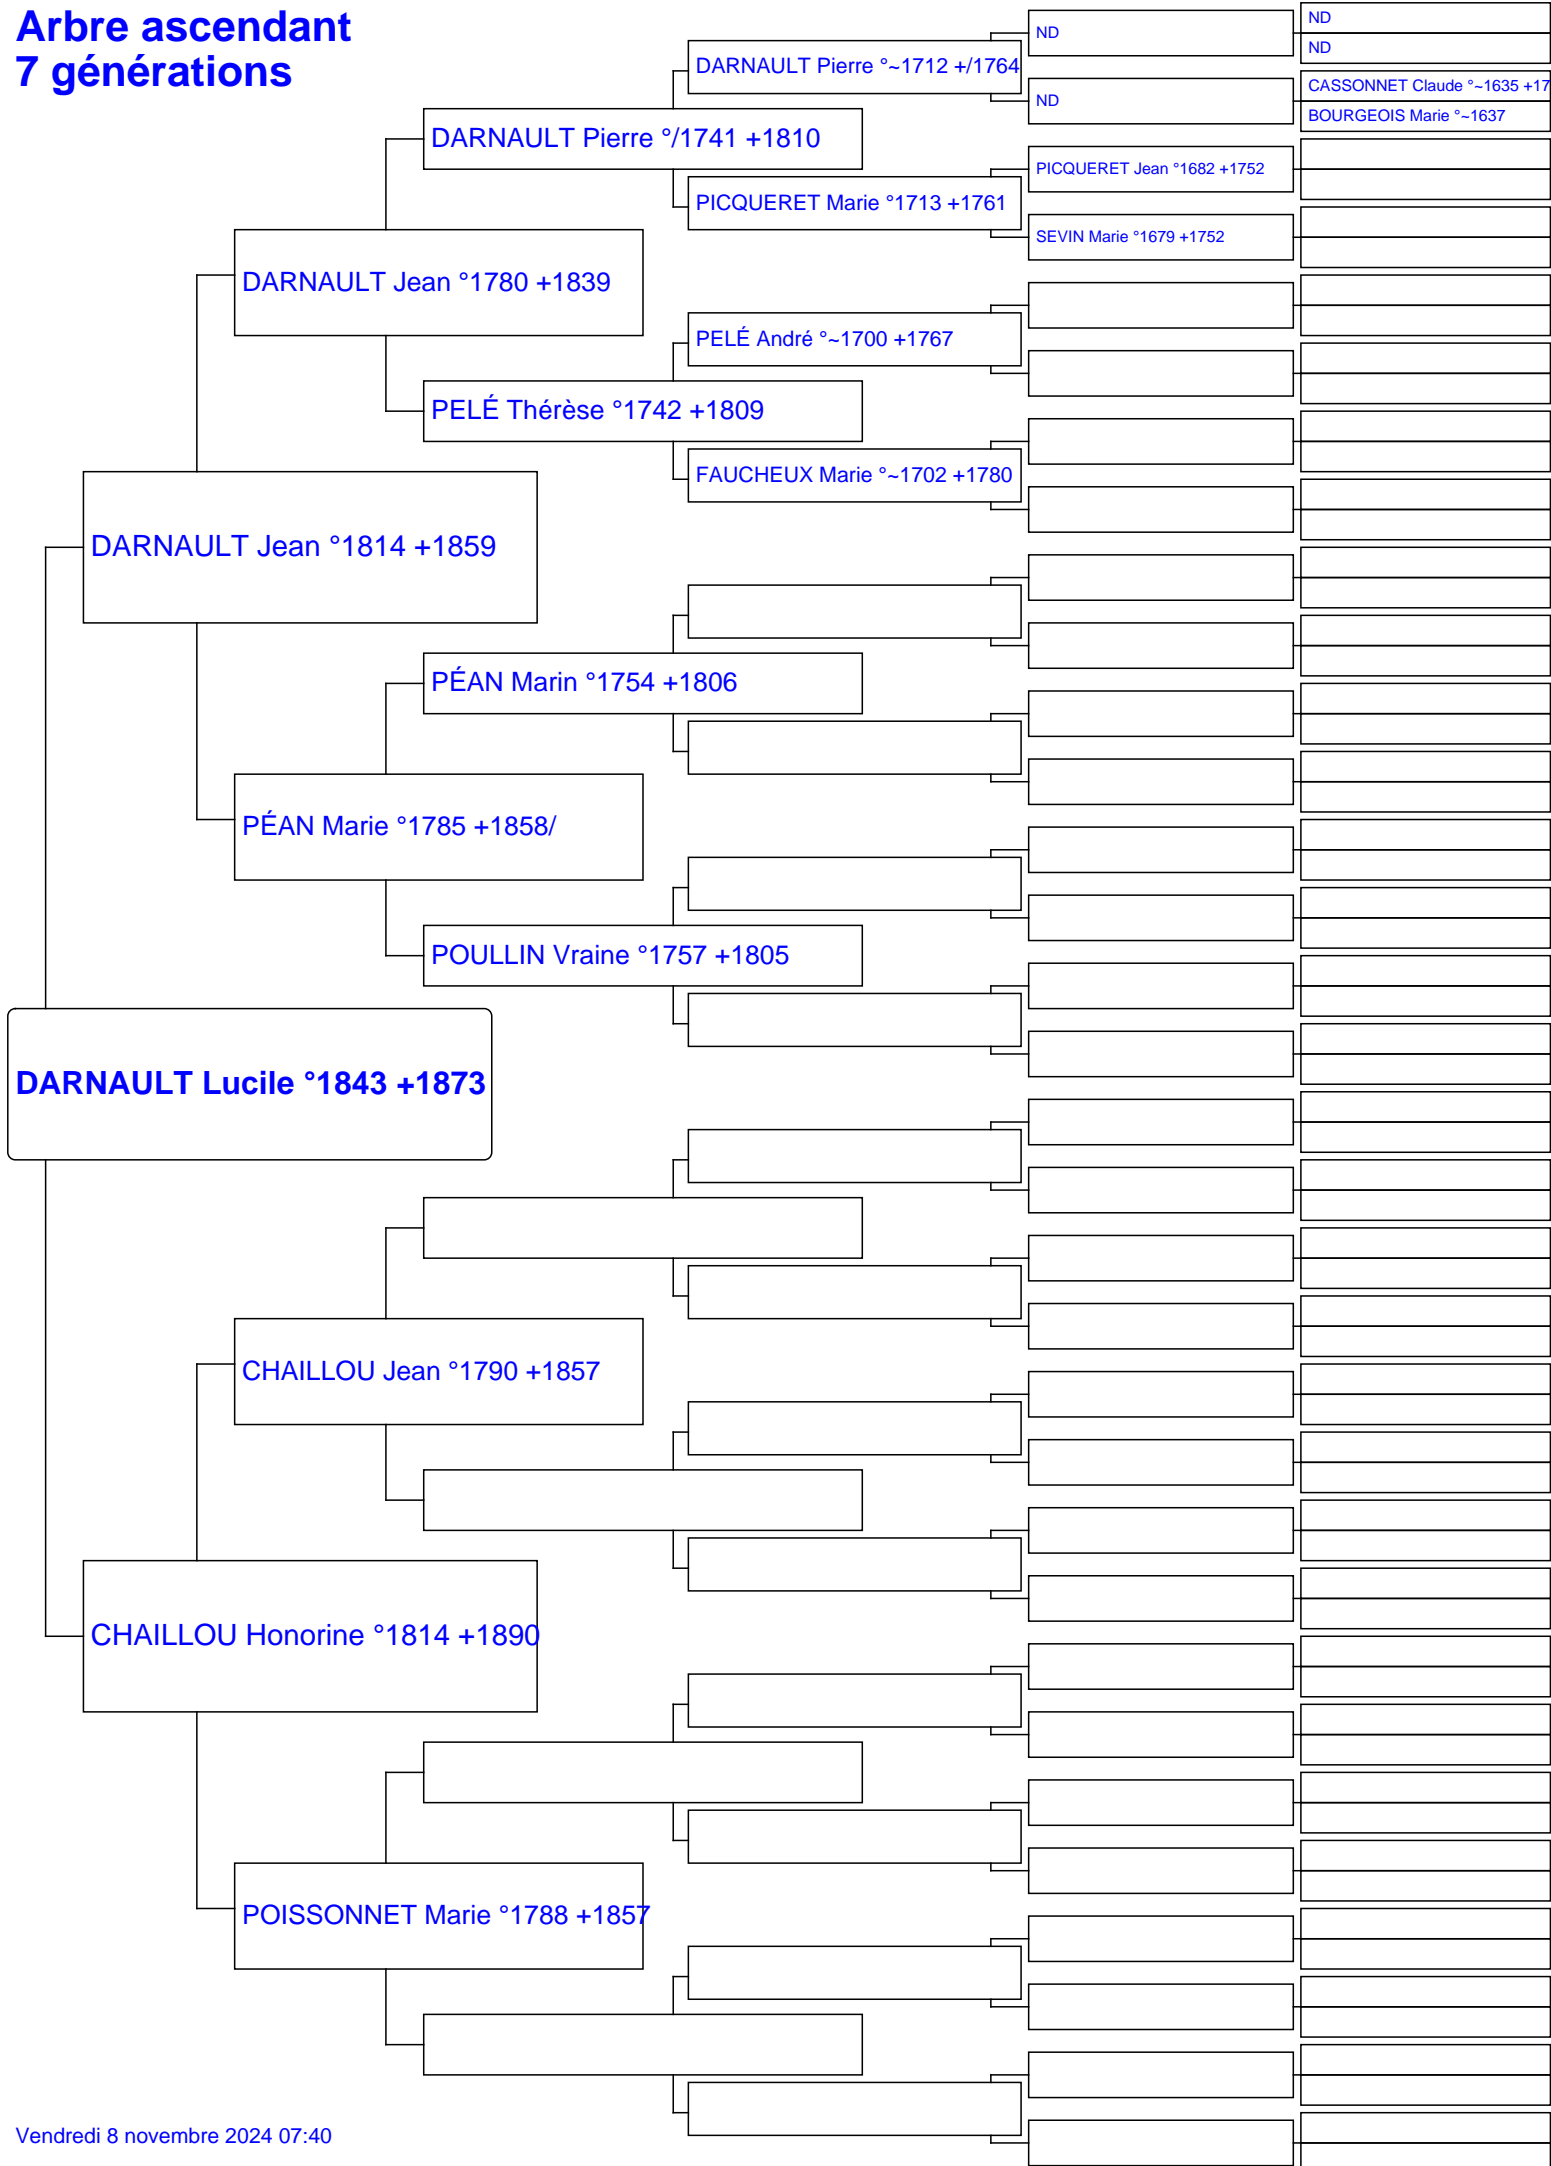 Arbre ascendant
7 générations
ND
ND
DARNAULT Pierre °~1712 +/1764
ND
ND
CASSONNET Claude °~1635 +17
BOURGEOIS Marie °~1637
DARNAULT Pierre °/1741 +1810
PICQUERET Jean °1682 +1752
PICQUERET Marie °1713 +1761
SEVIN Marie °1679 +1752
DARNAULT Jean °1780 +1839
PELÉ André °~1700 +1767
PELÉ Thérèse °1742 +1809
FAUCHEUX Marie °~1702 +1780
DARNAULT Jean °1814 +1859
PÉAN Marin °1754 +1806
PÉAN Marie °1785 +1858/
POULLIN Vraine °1757 +1805
DARNAULT Lucile °1843 +1873
CHAILLOU Jean °1790 +1857
CHAILLOU Honorine °1814 +1890
POISSONNET Marie °1788 +1857
Vendredi 8 novembre 2024 07:40